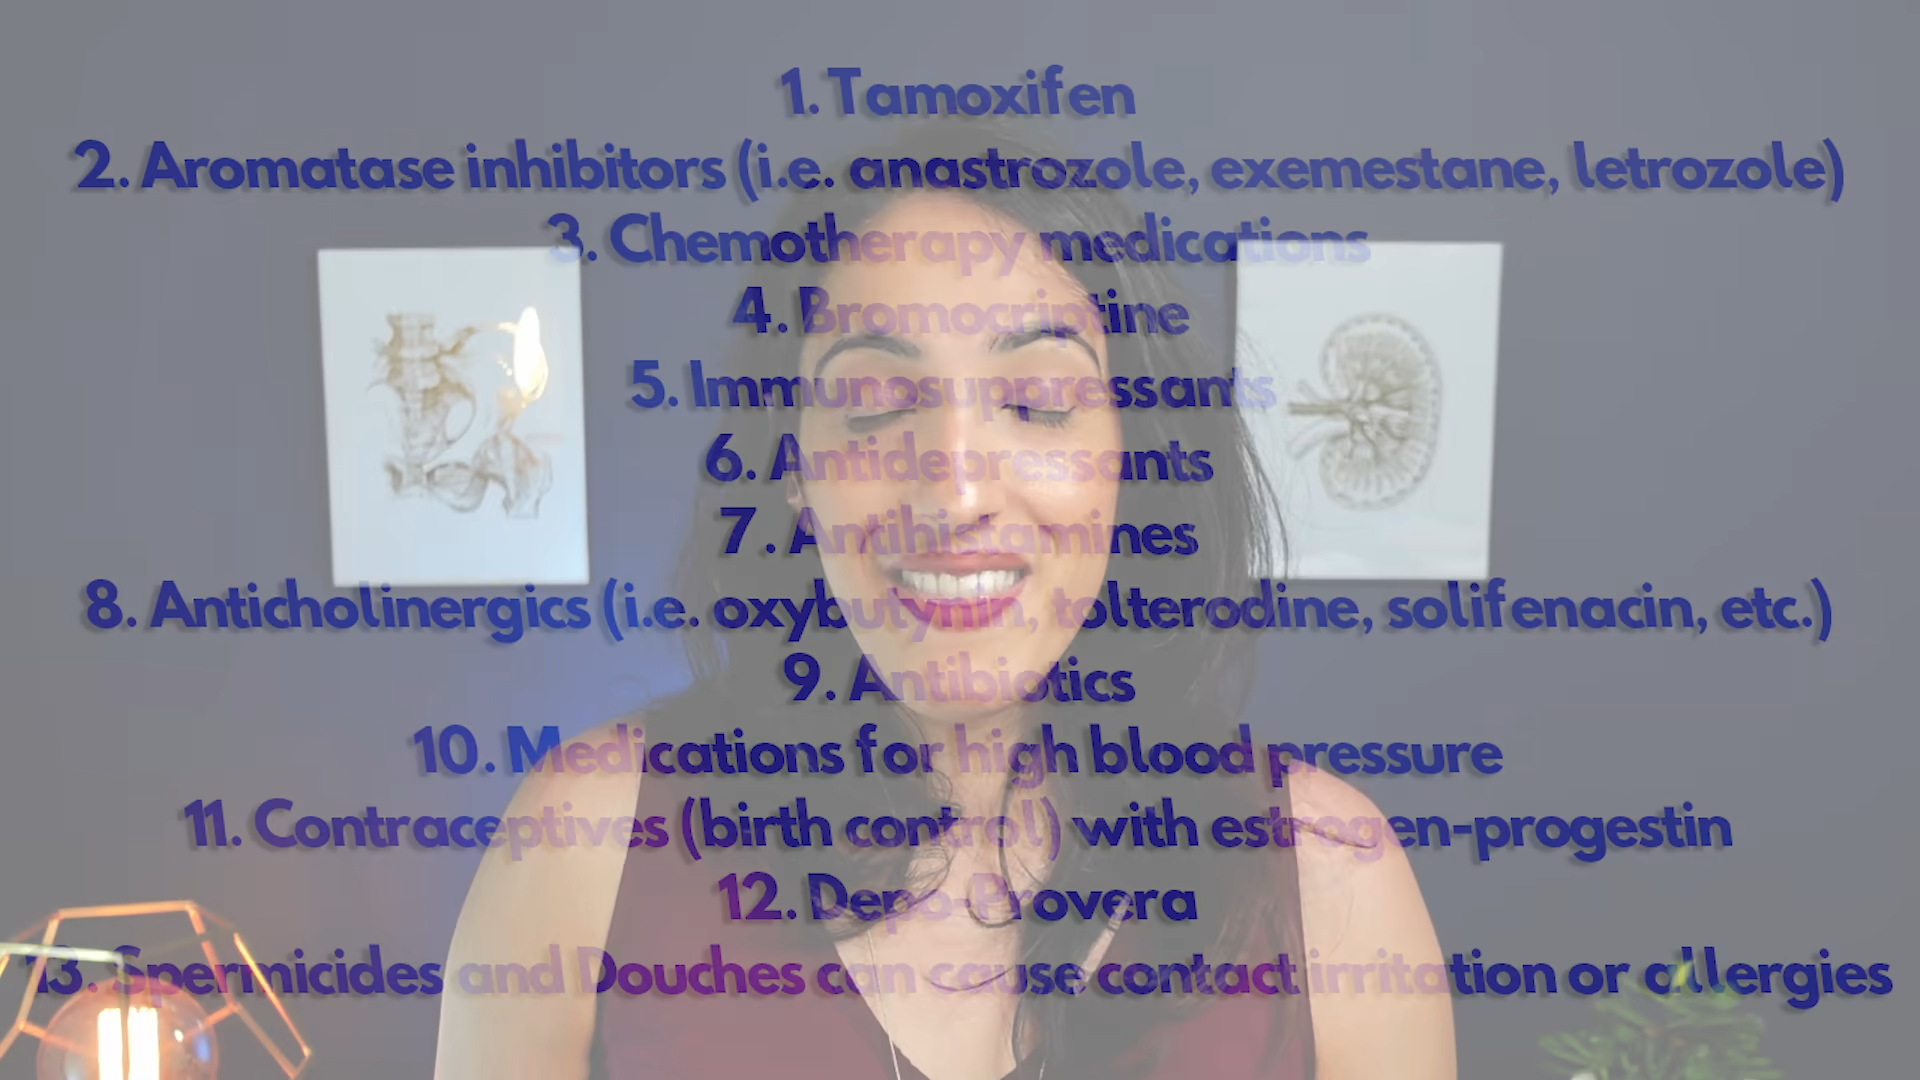 1. Tamoxifen
2. Aromatase inhibitors (i.e. anastrozole, exemestane, letrozole)
3. Chemotherapy medications
4. Bromocriptine
5. Immunosuppressants
6. Antidepressants
7. Antihistamines
8. Anticholinergics (i.e. oxybutynin, tolterodine, solifenacin, etc.)
9. Antibiotics
10. Medications for high blood pressure
11. Contraceptives (birth control) with estrogen-progestin
12. Depo-Provera
13. Spermicides and Douches can cause contact irritation or allergies